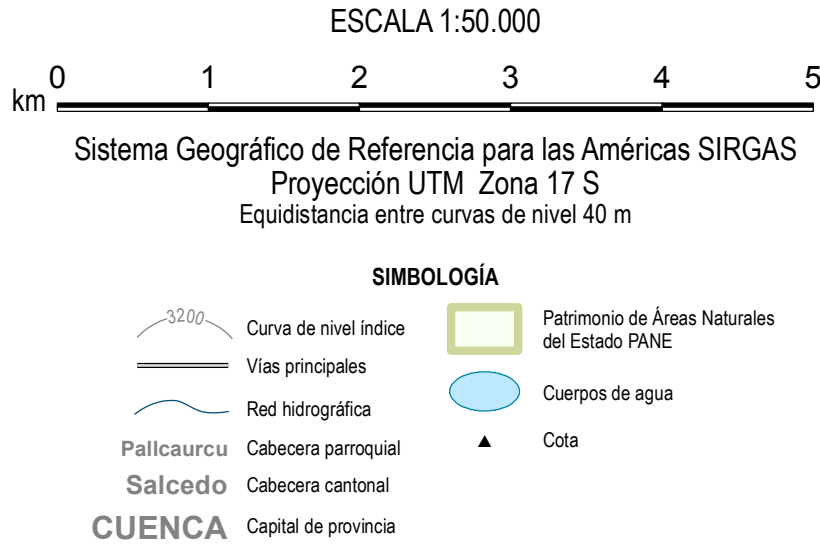 ESCALA 1:50.000
0 1 2 3 4 5
km
Sistema Geográfico de Referencia para las Américas SIRGAS
Proyección UTM Zona 17 S
Equidistancia entre curvas de nivel 40 m
SIMBOLOGÍA
3200 Curva de nivel índice
Vías principales
Red hidrográfica
Pallcaurcu Cabecera parroquial
Salcedo Cabecera cantonal
CUENCA Capital de provincia
Patrimonio de Áreas Naturales
del Estado PANE
Cuerpos de agua
Cota